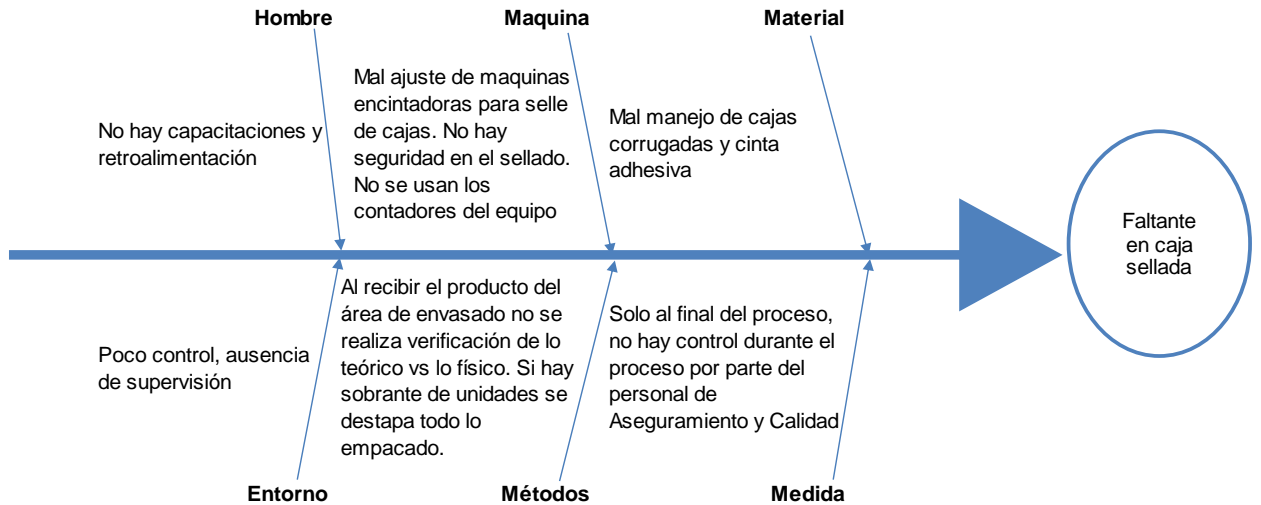 Hombre
Maquina
Material
No hay capacitaciones y
retroalimentación
Mal ajuste de maquinas
encintadoras para selle
de cajas. No hay
seguridad en el sellado.
No se usan los
contadores del equipo
Mal manejo de cajas
corrugadas y cinta
adhesiva
Faltante
en caja
sellada
Poco control, ausencia
de supervisión
Al recibir el producto del
área de envasado no se
realiza verificación de lo
teórico vs lo físico. Si hay
sobrante de unidades se
destapa todo lo
empacado.
Solo al final del proceso,
no hay control durante el
proceso por parte del
personal de
Aseguramiento y Calidad
Entorno
Métodos
Medida